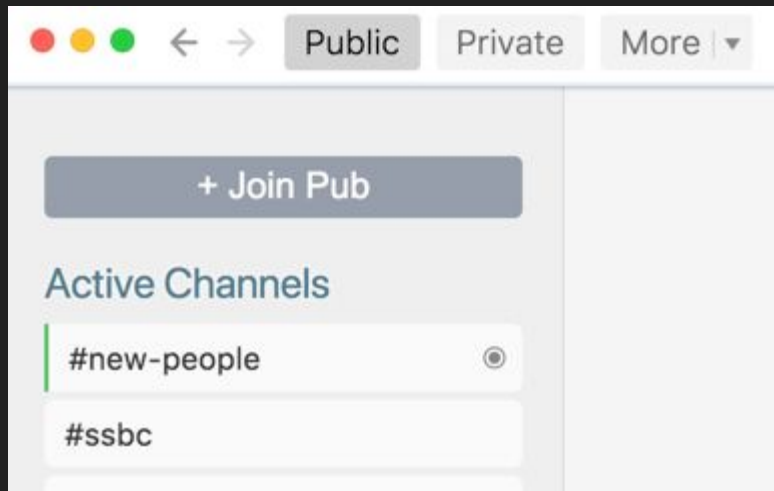 Public Private More
+ Join Pub
Active Channels
#new-people
#ssbc